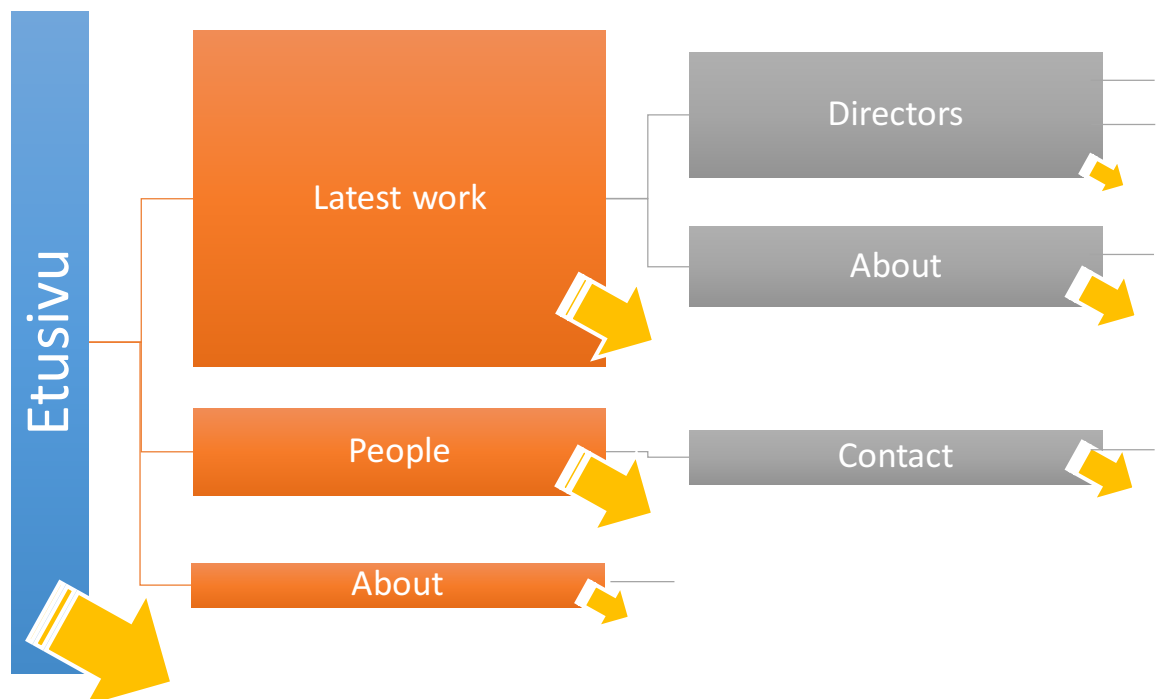 Etusivu
Latest work
People
About
Directors
About
Contact